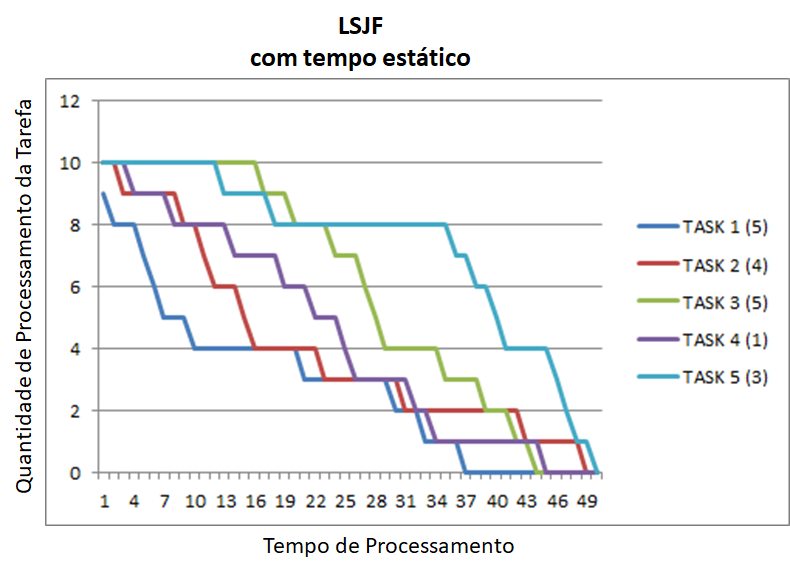 LSJF
com tempo estático
Quantidade de Processamento da Tarefa
12
10
8
6
4
2
0
1 4 7 10 13 16 19 22 25 28 31 34 37 40 43 46 49
Tempo de Processamento
TASK 1 (5)
TASK 2 (4)
TASK 3 (5)
TASK 4 (1)
TASK 5 (3)